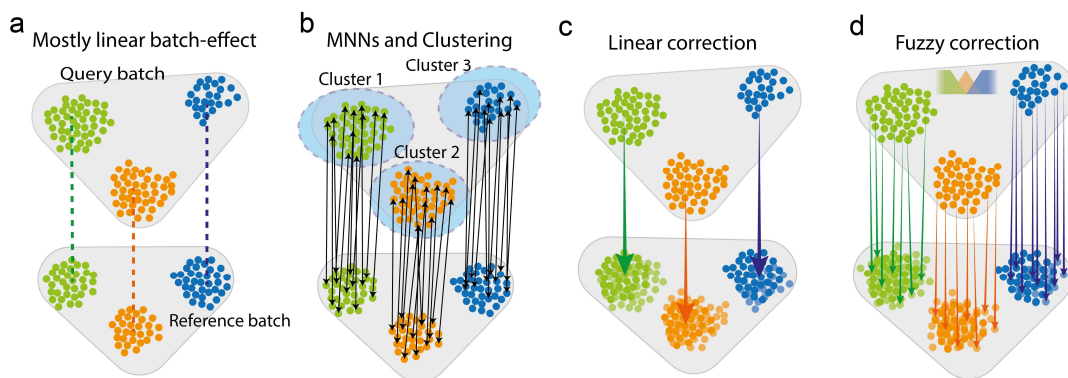 a
Mostly linear batch-effect
Query batch
Reference batch
b
MNNs and Clustering
Cluster 1
Cluster 3
Cluster 2
c
Linear correction
d
Fuzzy correction